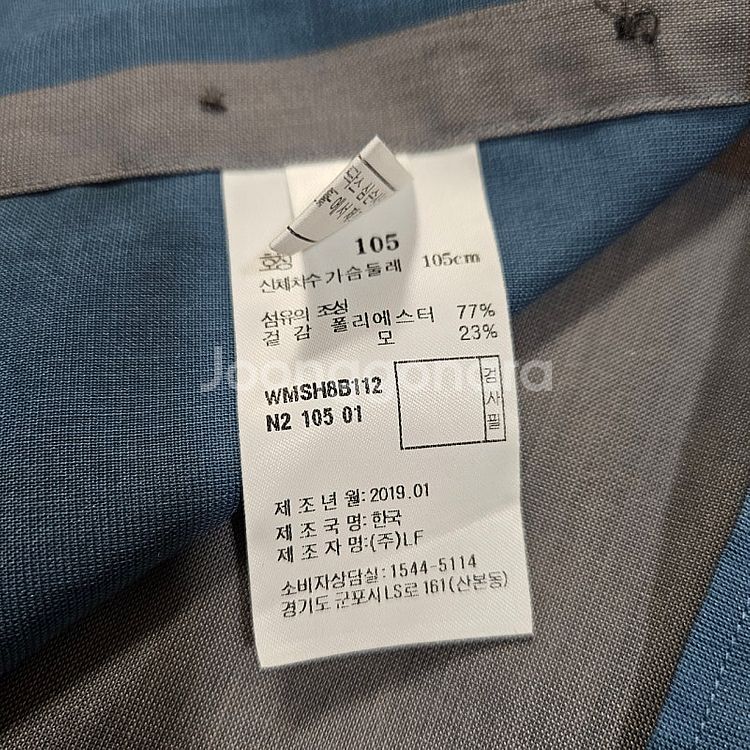 호칭 105
신체치수 가슴둘레 105cm
섬유의 조성
겉감 폴리에스터 77%
모 23%
Joonggonara
WMSH8B112
N2 105 01
검사필
제 조 년 월:2019.01
제 조 국 명:한국
제 조 자 명:(주)LF
소비자상담실:1544-5114
경기도 군포시 LS로 161(산본동)